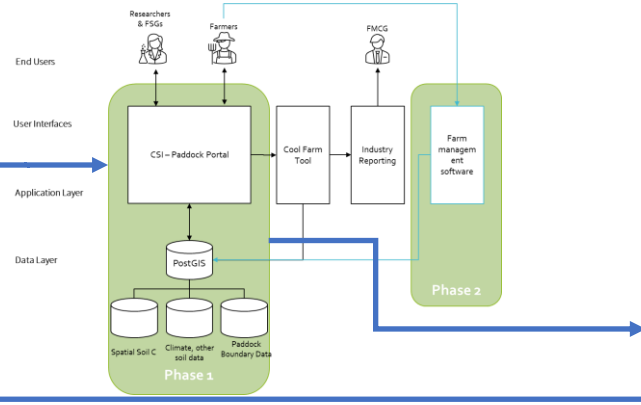 Researchers
& FSGs
Farmers
FMCG
End Users
User Interfaces
CSI – Paddock Portal
Cool Farm
Tool
Industry
Reporting
Farm
managem
ent
software
Application Layer
Data Layer
PostGIS
Phase 2
Spatial Soil C
Climate, other
soil data
Paddock
Boundary Data
Phase 1